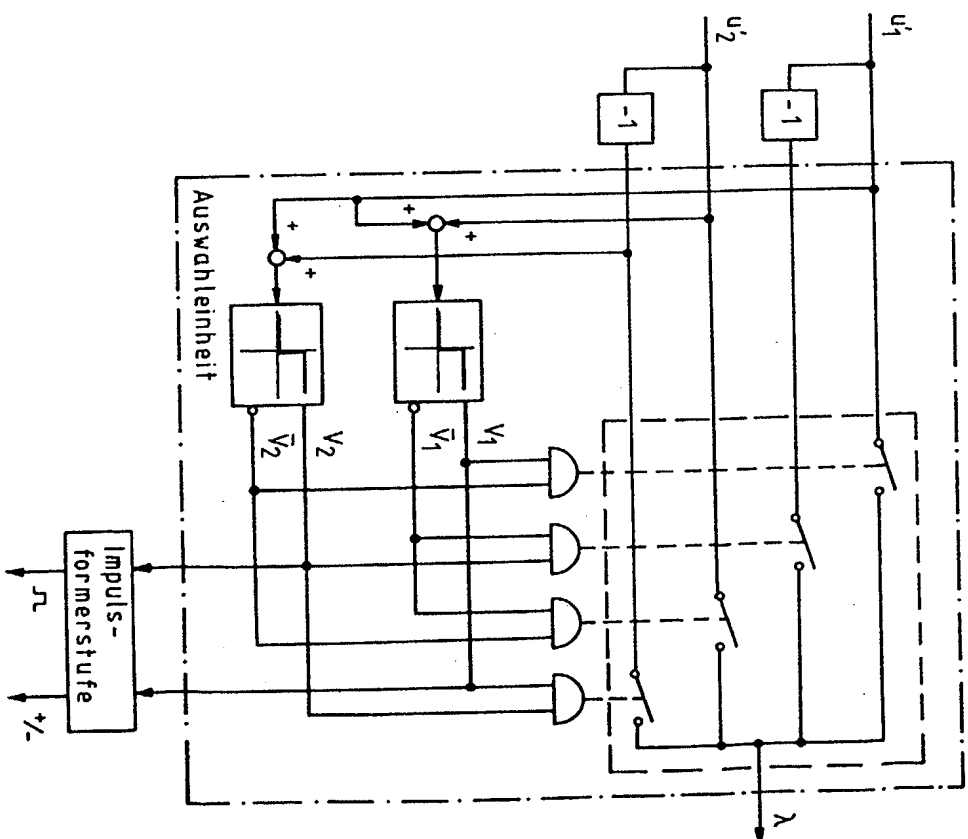 u'₁
u'₂
-1
-1
+
+
+
+
V₁
V̄₁
V₂
V̄₂
Auswahleinheit
λ
Impuls-
formerstufe
+/-